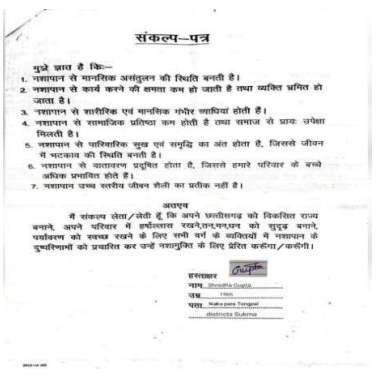 संकल्प–पत्र
मुझे ज्ञात है कि:–
1. नशापान से मानसिक असंतुलन की स्थिति बनती है।
2. नशापान से कार्य करने की क्षमता कम हो जाती है तथा व्यक्ति भ्रमित हो
जाता है।
3. नशापान से शारीरिक एवं मानसिक गंभीर व्याधियां होती हैं।
4. नशापान से सामाजिक प्रतिष्ठा कम होती है तथा समाज से प्रायः उपेक्षा
मिलती है।
5. नशापान से पारिवारिक सुख एवं समृद्धि का अंत होता है, जिससे जीवन
में भटकाव की स्थिति बनती है।
6. नशापान से वातावरण प्रदूषित होता है, जिससे हमारे परिवार के बच्चे
अधिक प्रभावित होते हैं।
7. नशापान उच्च स्तरीय जीवन शैली का प्रतीक नहीं है।
अतएव
मैं संकल्प लेता/लेती हूँ कि अपने छत्तीसगढ़ को विकसित राज्य
बनाने, अपने परिवार में हर्षोल्लास रखने,तन,मन,धन को सुदृढ़ बनाने,
पर्यावरण को स्वच्छ रखने के लिए सभी वर्ग के व्यक्तियों में नशापान के
दुष्परिणामों को प्रचारित कर उन्हें नशामुक्ति के लिए प्रेरित करूँगा/करूँगी।
हस्ताक्षर Gupta
नाम Shradha Gupta
उम्र 19th
पता Naka para Tongpal
districts Sukma